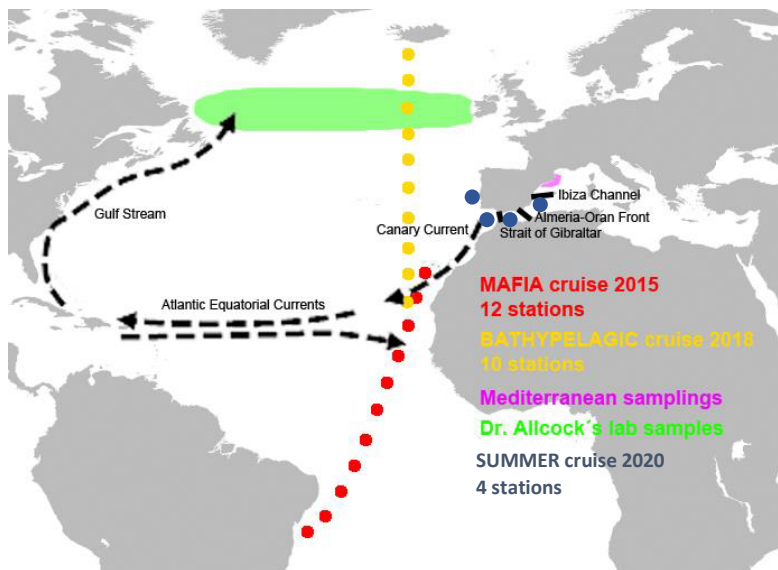 Gulf Stream
Canary Current
Ibiza Channel
Almeria-Oran Front
Strait of Gibraltar
Atlantic Equatorial Currents
MAFIA cruise 2015
12 stations
BATHYPELAGIC cruise 2018
10 stations
Mediterranean samplings
Dr. Allcock´s lab samples
SUMMER cruise 2020
4 stations